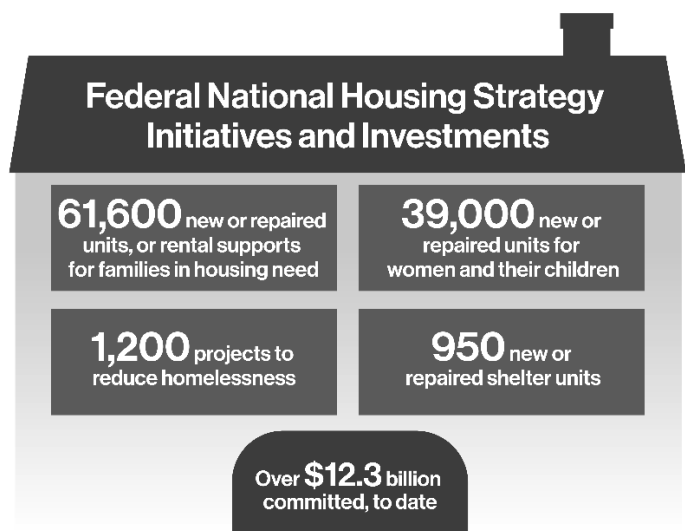 Federal National Housing Strategy
Initiatives and Investments
61,600 new or repaired
units, or rental supports
for families in housing need
39,000 new or
repaired units for
women and their children
1,200 projects to
reduce homelessness
950 new or
repaired shelter units
Over $12.3 billion
committed, to date